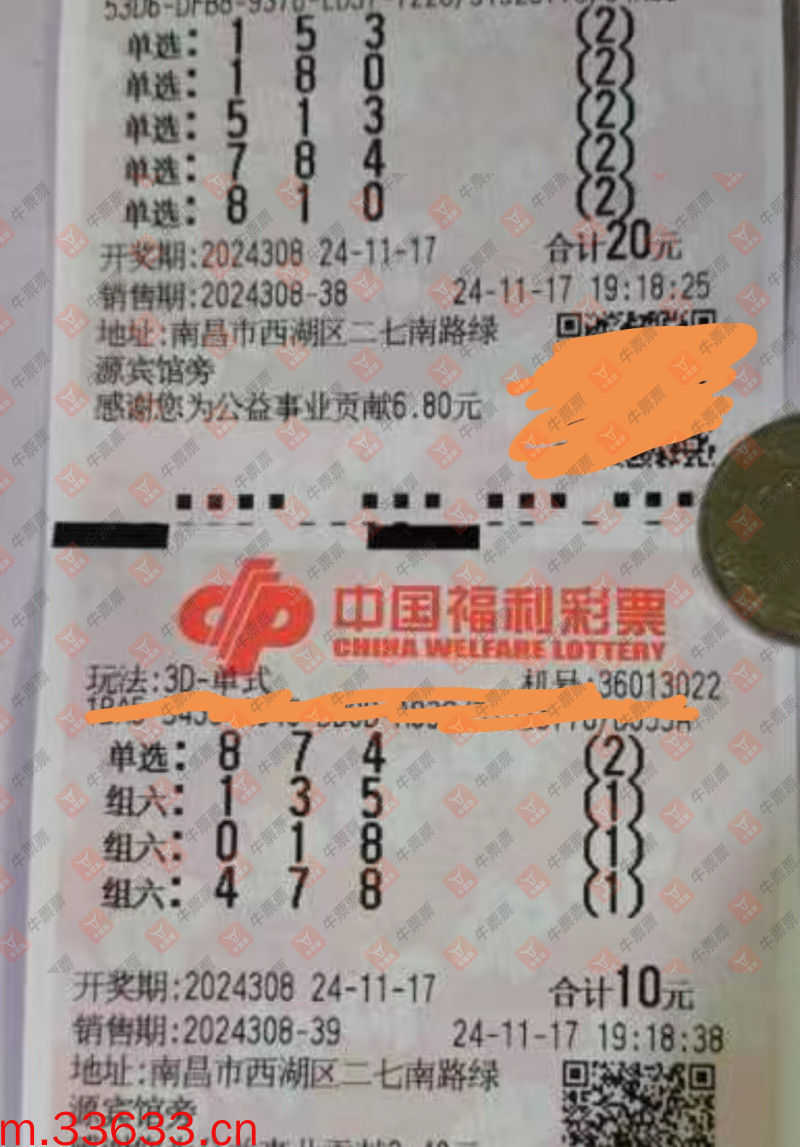 单选: 1 5 3 (2)
单选: 1 8 0 (2)
单选: 5 1 3 (2)
单选: 7 8 4 (2)
单选: 8 1 0 (2)
开奖期:2024308 24-11-17 合计20元
销售期:2024308-38 24-11-17 19:18:25
地址:南昌市西湖区二七南路绿
源宾馆旁
感谢您为公益事业贡献6.80元
中国福利彩票
CHINA WELFARE LOTTERY
玩法:3D-单式 机号:36013022
单选: 8 7 4 (2)
组六: 1 3 5 (1)
组六: 0 1 8 (1)
组六: 4 7 8 (1)
开奖期:2024308 24-11-17 合计10元
销售期:2024308-39 24-11-17 19:18:38
地址:南昌市西湖区二七南路绿
源宾馆旁
m.33633.cn
牛票票